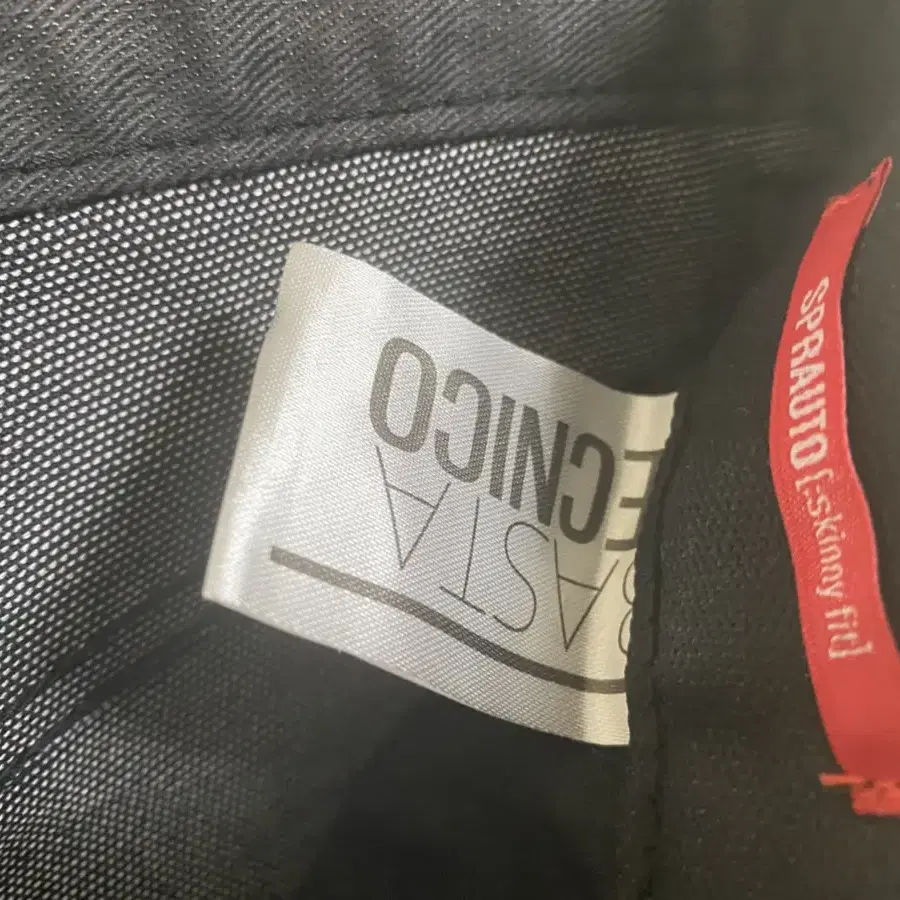 BASTA
TECNICO
SPRAUTO [:skinny fit]